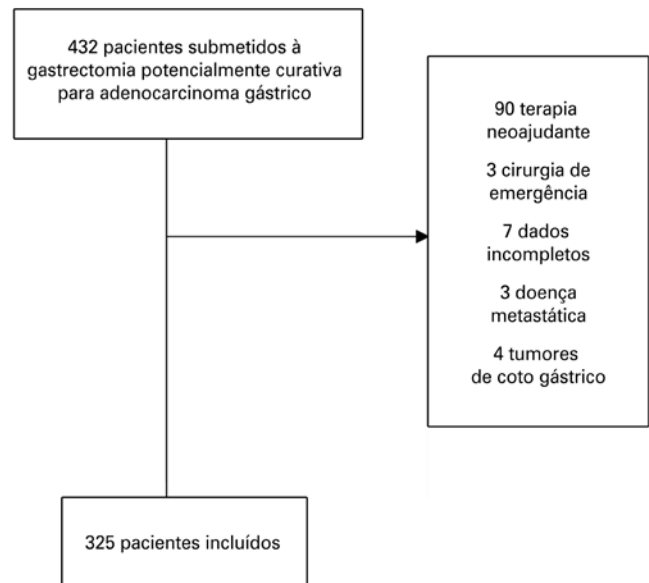 432 pacientes submetidos à
gastrectomia potencialmente curativa
para adenocarcinoma gástrico
90 terapia
neoajudante
3 cirurgia de
emergência
7 dados
incompletos
3 doença
metastática
4 tumores
de coto gástrico
325 pacientes incluídos